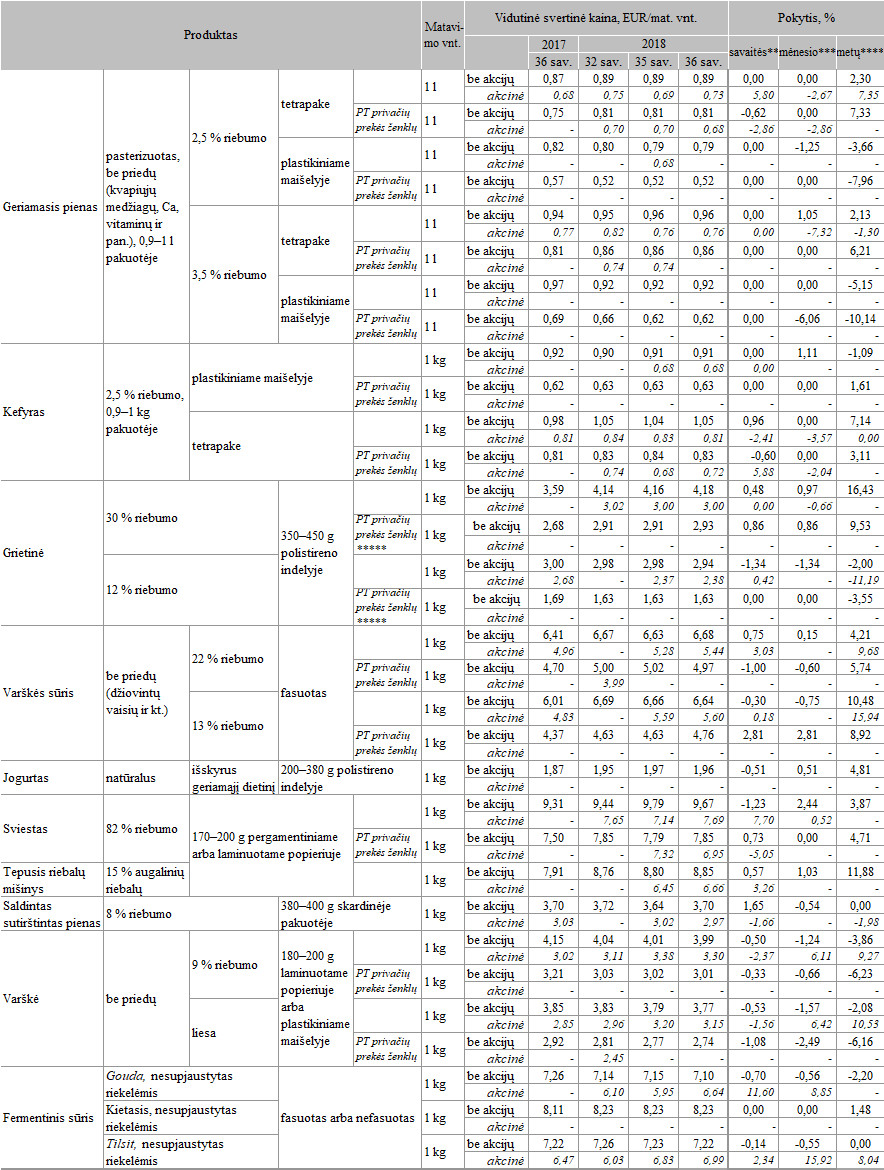 Produktas Matavi- Vidutinė svertinė kaina, EUR/mat. vnt. Pokytis, %
mo vnt. 2017 2018 savaitės** mėnesio*** metų****
36 sav. 32 sav. 35 sav. 36 sav.
Geriamasis pienas
pasterizuotas,
be priedų
(kvapiųjų
medžiagų, Ca,
vitaminų ir
pan.), 0,9–1 l
pakuotėje
2,5 % riebumo
tetrapake
1 l be akcijų 0,87 0,89 0,89 0,89 0,00 0,00 2,30
akcinė 0,68 0,75 0,69 0,73 5,80 -2,67 7,35
PT privačių
prekės ženklų
1 l be akcijų 0,75 0,81 0,81 0,81 -0,62 0,00 7,33
akcinė - 0,70 0,70 0,68 -2,86 -2,86 -
plastikiniame
maišelyje
1 l be akcijų 0,82 0,80 0,79 0,79 0,00 -1,25 -3,66
akcinė - - 0,68 - - - -
PT privačių
prekės ženklų
1 l be akcijų 0,57 0,52 0,52 0,52 0,00 0,00 -7,96
akcinė - - - - - - -
3,5 % riebumo
tetrapake
1 l be akcijų 0,94 0,95 0,96 0,96 0,00 1,05 2,13
akcinė 0,77 0,82 0,76 0,76 0,00 -7,32 -1,30
PT privačių
prekės ženklų
1 l be akcijų 0,81 0,86 0,86 0,86 0,00 0,00 6,21
akcinė - 0,74 0,74 - - - -
plastikiniame
maišelyje
1 l be akcijų 0,97 0,92 0,92 0,92 0,00 0,00 -5,15
akcinė - - - - - - -
PT privačių
prekės ženklų
1 l be akcijų 0,69 0,66 0,62 0,62 0,00 -6,06 -10,14
akcinė - - - - - - -
Kefyras
2,5 % riebumo,
0,9–1 kg
pakuotėje
plastikiniame maišelyje
1 kg be akcijų 0,92 0,90 0,91 0,91 0,00 1,11 -1,09
akcinė - - 0,68 0,68 0,00 - -
PT privačių
prekės ženklų
1 kg be akcijų 0,62 0,63 0,63 0,63 0,00 0,00 1,61
akcinė - - - - - - -
tetrapake
1 kg be akcijų 0,98 1,05 1,04 1,05 0,96 0,00 7,14
akcinė 0,81 0,84 0,83 0,81 -2,41 -3,57 0,00
PT privačių
prekės ženklų
1 kg be akcijų 0,81 0,83 0,84 0,83 -0,60 0,00 3,11
akcinė - 0,74 0,68 0,72 5,88 -2,04 -
Grietinė
30 % riebumo
350–450 g
polistireno
indelyje
1 kg be akcijų 3,59 4,14 4,16 4,18 0,48 0,97 16,43
akcinė - 3,02 3,00 3,00 0,00 -0,66 -
PT privačių
prekės ženklų
*****
1 kg be akcijų 2,68 2,91 2,91 2,93 0,86 0,86 9,53
akcinė - - - - - - -
12 % riebumo
1 kg be akcijų 3,00 2,98 2,98 2,94 -1,34 -1,34 -2,00
akcinė 2,68 - 2,37 2,38 0,42 - -11,19
PT privačių
prekės ženklų
*****
1 kg be akcijų 1,69 1,63 1,63 1,63 0,00 0,00 -3,55
akcinė - - - - - - -
Varškės sūris
be priedų
(džiovintų
vaisių ir kt.)
22 % riebumo
fasuotas
1 kg be akcijų 6,41 6,67 6,63 6,68 0,75 0,15 4,21
akcinė 4,96 - 5,28 5,44 3,03 - 9,68
PT privačių
prekės ženklų
1 kg be akcijų 4,70 5,00 5,02 4,97 -1,00 -0,60 5,74
akcinė - 3,99 - - - - -
13 % riebumo
1 kg be akcijų 6,01 6,69 6,66 6,64 -0,30 -0,75 10,48
akcinė 4,83 - 5,59 5,60 0,18 - 15,94
PT privačių
prekės ženklų
1 kg be akcijų 4,37 4,63 4,63 4,76 2,81 2,81 8,92
akcinė - - - - - - -
Jogurtas
natūralus
išskyrus
geriamąjį dietinį
200–380 g polistireno
indelyje
1 kg be akcijų 1,87 1,95 1,97 1,96 -0,51 0,51 4,81
akcinė - - - - - - -
Sviestas
82 % riebumo
170–200 g pergamentiniame
arba laminuotame popieriuje
1 kg be akcijų 9,31 9,44 9,79 9,67 -1,23 2,44 3,87
akcinė - 7,65 7,14 7,69 7,70 0,52 -
PT privačių
prekės ženklų
1 kg be akcijų 7,50 7,85 7,79 7,85 0,73 0,00 4,71
akcinė - - 7,32 6,95 -5,05 - -
Tepusis riebalų
mišinys
15 % augalinių
riebalų
1 kg be akcijų 7,91 8,76 8,80 8,85 0,57 1,03 11,88
akcinė - - 6,45 6,66 3,26 - -
Saldintas
sutirštintas pienas
8 % riebumo
380–400 g skardinėje
pakuotėje
1 kg be akcijų 3,70 3,72 3,64 3,70 1,65 -0,54 0,00
akcinė 3,03 - 3,02 2,97 -1,66 - -1,98
Varškė
be priedų
9 % riebumo
180–200 g
laminuotame
popieriuje
arba
plastikiniame
maišelyje
1 kg be akcijų 4,15 4,04 4,01 3,99 -0,50 -1,24 -3,86
akcinė 3,02 3,11 3,38 3,30 -2,37 6,11 9,27
PT privačių
prekės ženklų
1 kg be akcijų 3,21 3,03 3,02 3,01 -0,33 -0,66 -6,23
akcinė - - - - - - -
liesa
1 kg be akcijų 3,85 3,83 3,79 3,77 -0,53 -1,57 -2,08
akcinė 2,85 2,96 3,20 3,15 -1,56 6,42 10,53
PT privačių
prekės ženklų
1 kg be akcijų 2,92 2,81 2,77 2,74 -1,08 -2,49 -6,16
akcinė - 2,45 - - - - -
Fermentinis sūris
Gouda, nesupjaustytas
riekelėmis
fasuotas arba nefasuotas
1 kg be akcijų 7,26 7,14 7,15 7,10 -0,70 -0,56 -2,20
akcinė - 6,10 5,95 6,64 11,60 8,85 -
Kietasis, nesupjaustytas
riekelėmis
1 kg be akcijų 8,11 8,23 8,23 8,23 0,00 0,00 1,48
akcinė - - - - - - -
Tilsit, nesupjaustytas
riekelėmis
1 kg be akcijų 7,22 7,26 7,23 7,22 -0,14 -0,55 0,00
akcinė 6,47 6,03 6,83 6,99 2,34 15,92 8,04